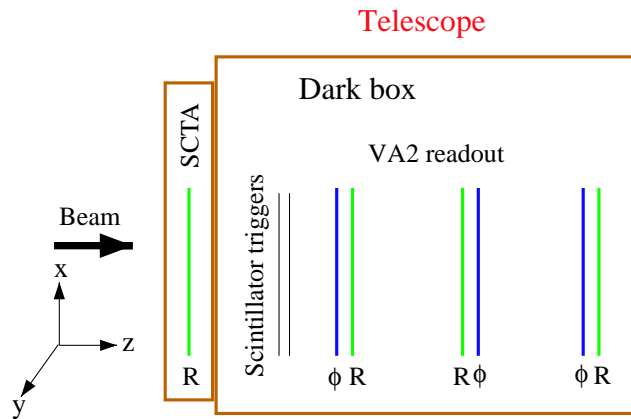 Telescope
Dark box
SCTA
VA2 readout
Scintillator triggers
Beam
x
z
y
R
ϕ R
R ϕ
ϕ R